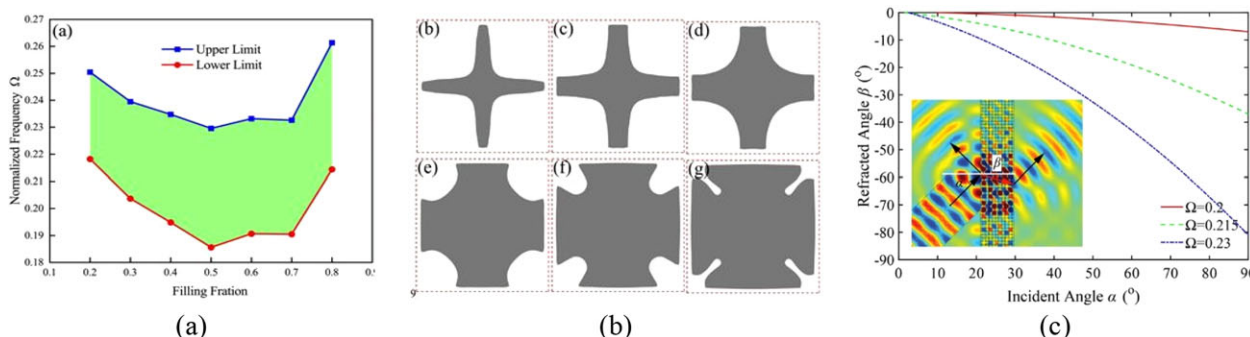 (a)
Upper Limit
Lower Limit
Normalized Frequency Ω
0.27
0.26
0.25
0.24
0.23
0.22
0.21
0.20
0.19
0.18
0.1 0.2 0.3 0.4 0.5 0.6 0.7 0.8 0.9
Filling Fration
(a)
(b) (c) (d)
(e) (f) (g)
(b)
Refracted Angle β (°)
0
-10
-20
-30
-40
-50
-60
-70
-80
-90
α
β
Ω=0.2
Ω=0.215
Ω=0.23
0 10 20 30 40 50 60 70 80 90
Incident Angle α (°)
(c)